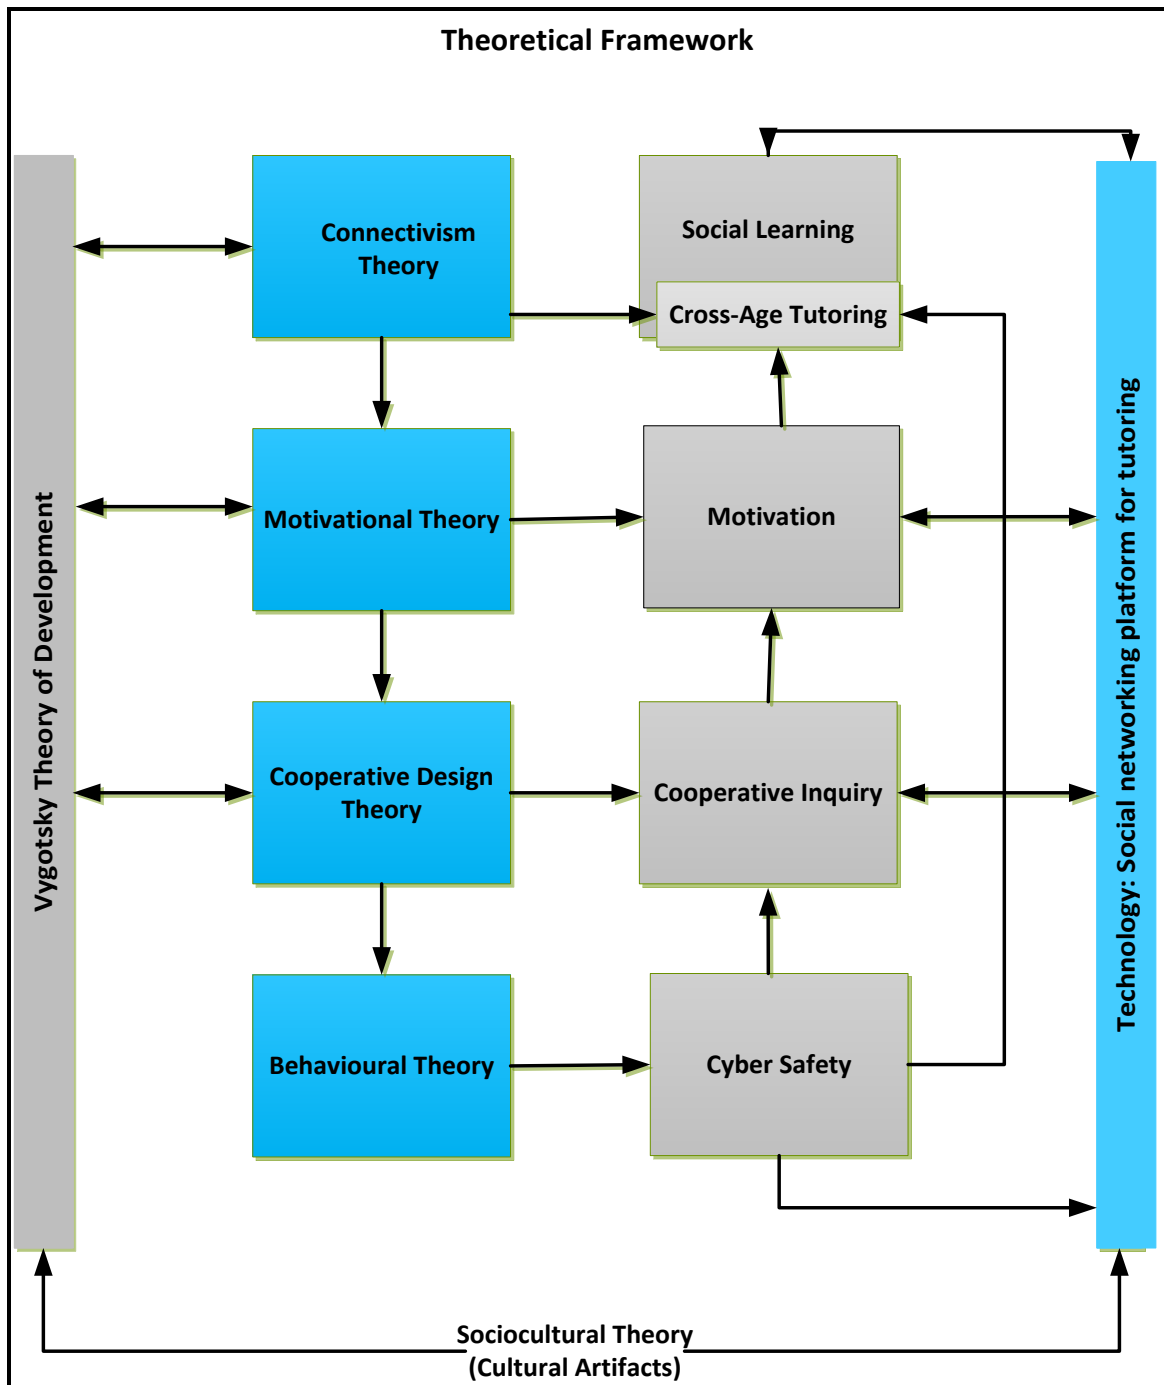 Theoretical Framework
Vygotsky Theory of Development
Connectivism
Theory
Social Learning
Cross-Age Tutoring
Motivational Theory
Motivation
Cooperative Design
Theory
Cooperative Inquiry
Behavioural Theory
Cyber Safety
Technology: Social networking platform for tutoring
Sociocultural Theory
(Cultural Artifacts)